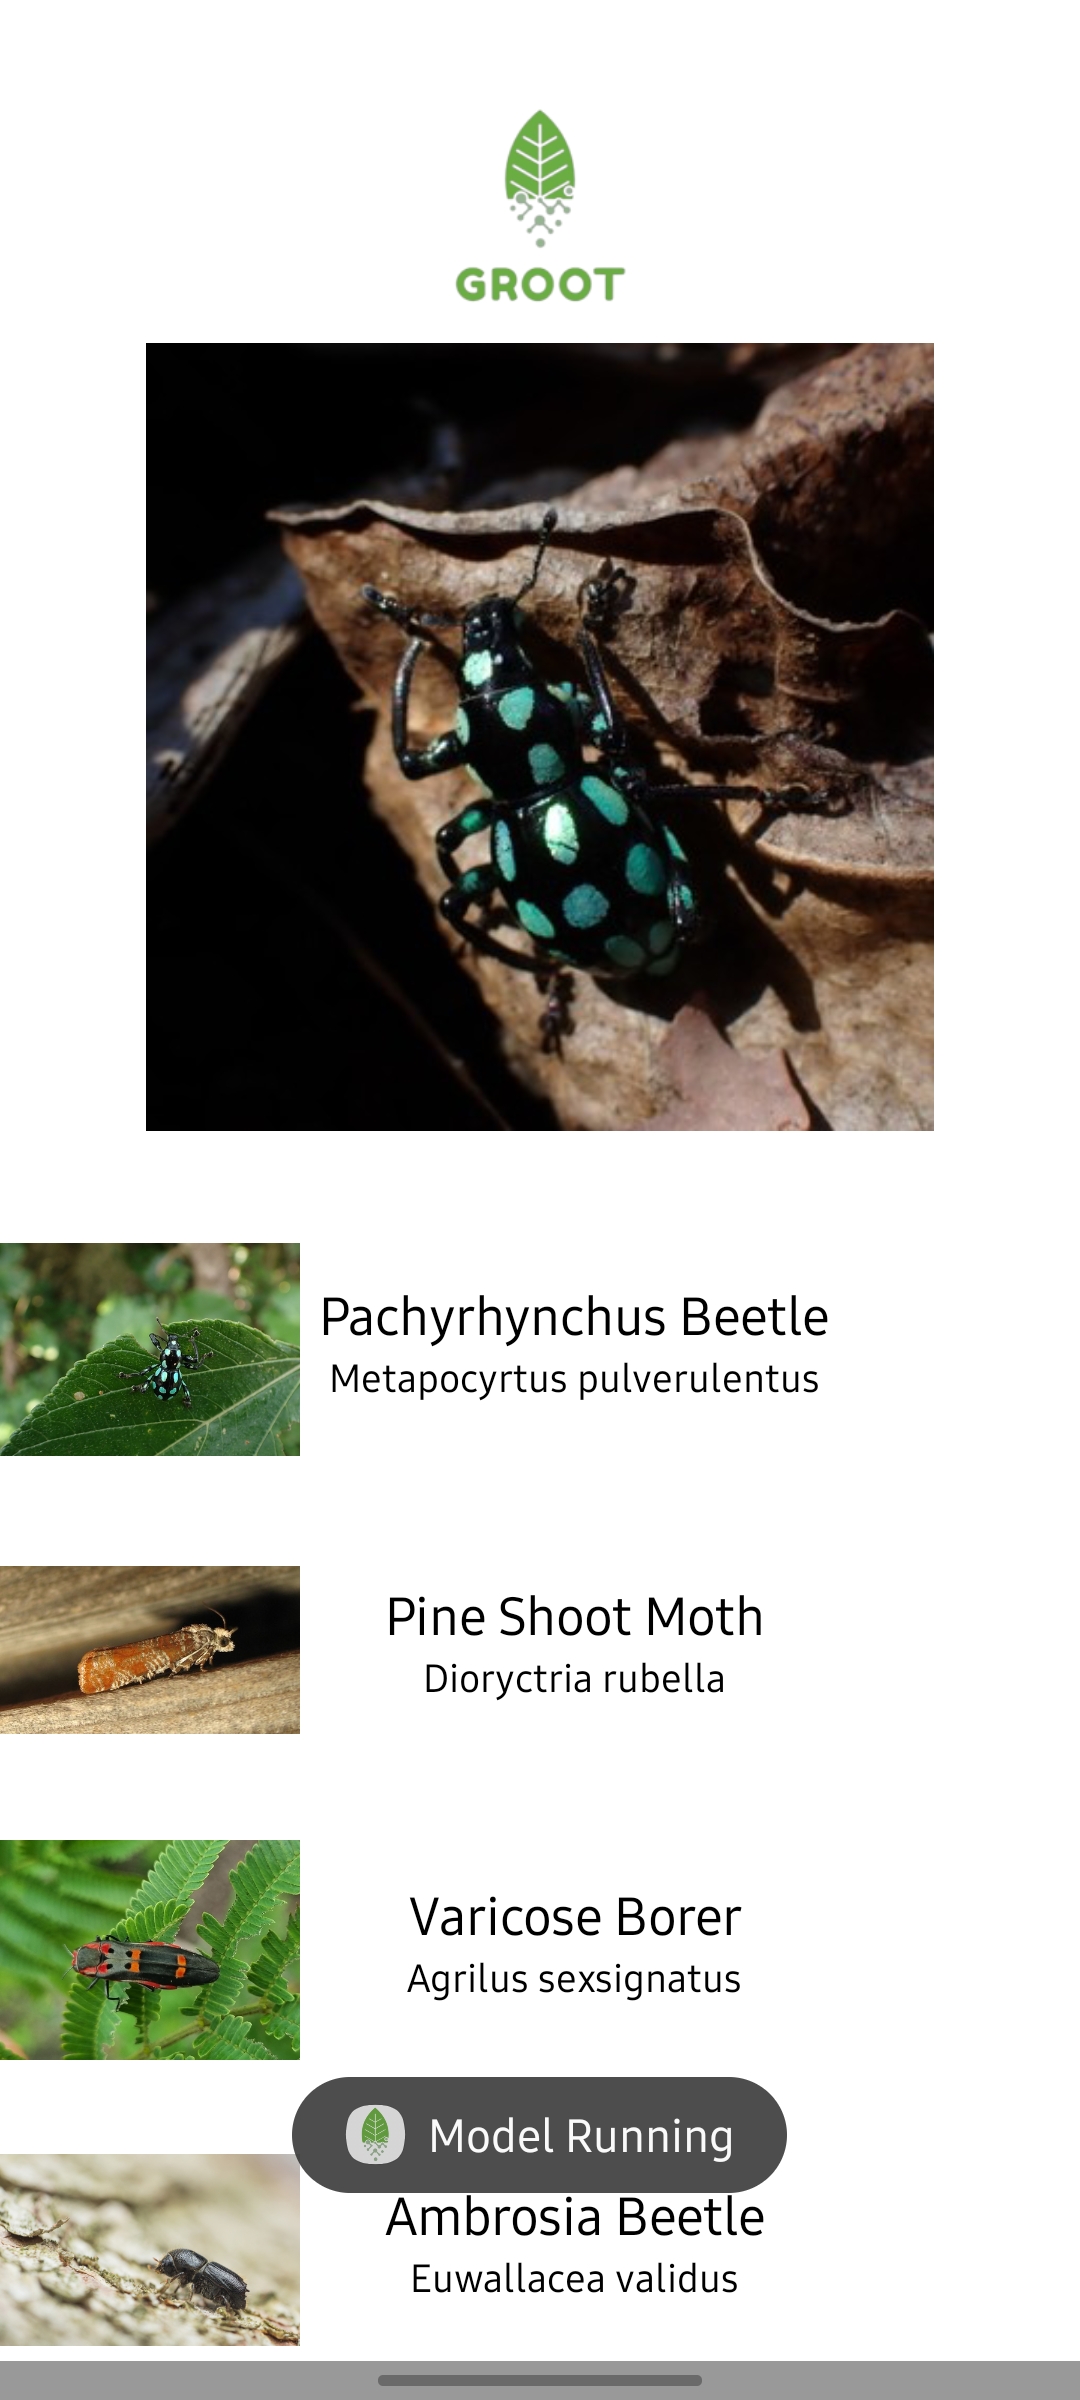 GROOT
Pachyrhynchus Beetle
Metapocyrtus pulverulentus
Pine Shoot Moth
Dioryctria rubella
Varicose Borer
Agrilus sexsignatus
Model Running
Ambrosia Beetle
Euwallacea validus